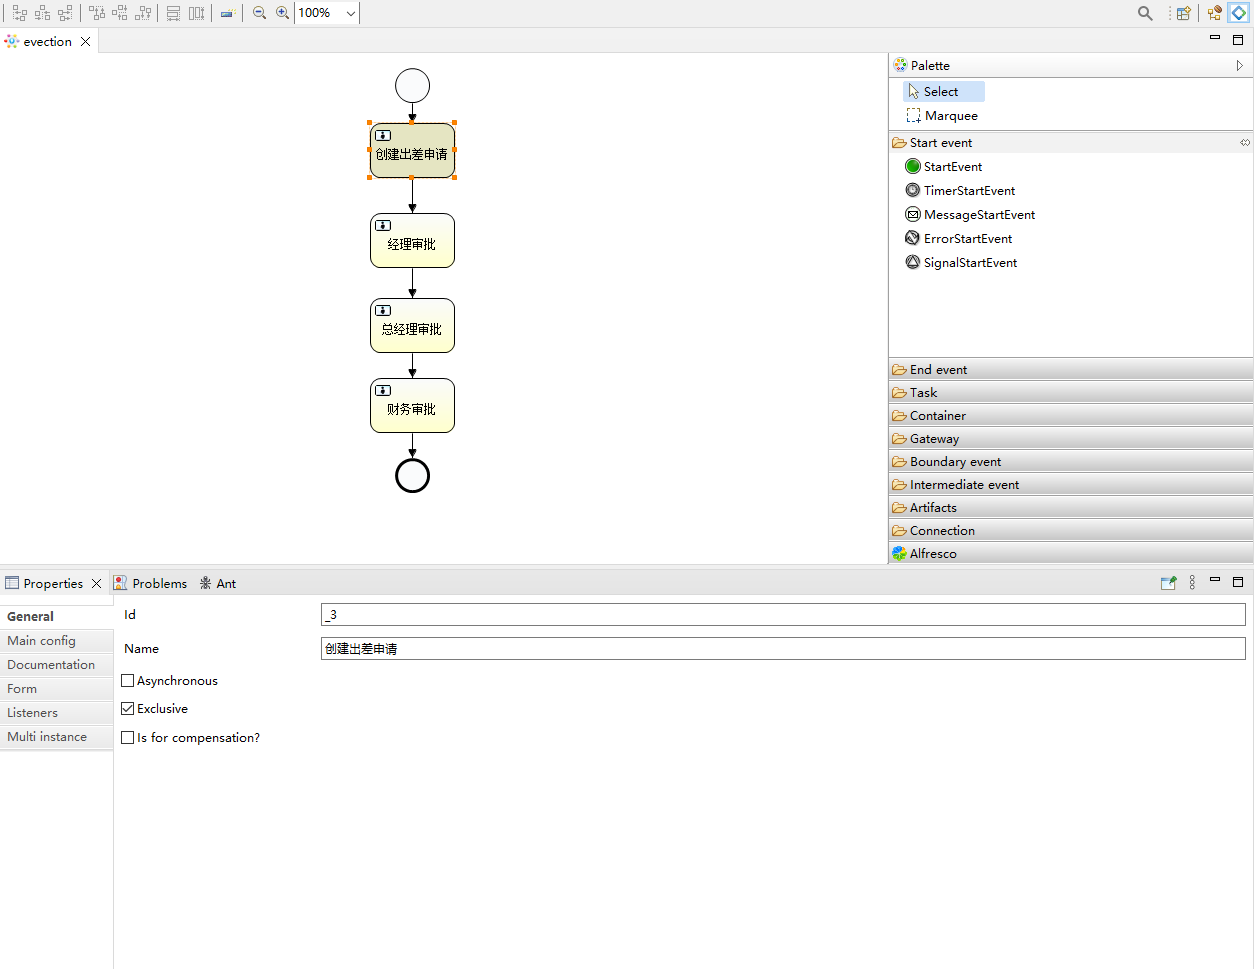 100%
evection
创建出差申请
经理审批
总经理审批
财务审批
Palette
Select
Marquee
Start event
StartEvent
TimerStartEvent
MessageStartEvent
ErrorStartEvent
SignalStartEvent
End event
Task
Container
Gateway
Boundary event
Intermediate event
Artifacts
Connection
Alfresco
Properties
Problems
Ant
General
Main config
Documentation
Form
Listeners
Multi instance
Id
_3
Name
创建出差申请
Asynchronous
Exclusive
Is for compensation?